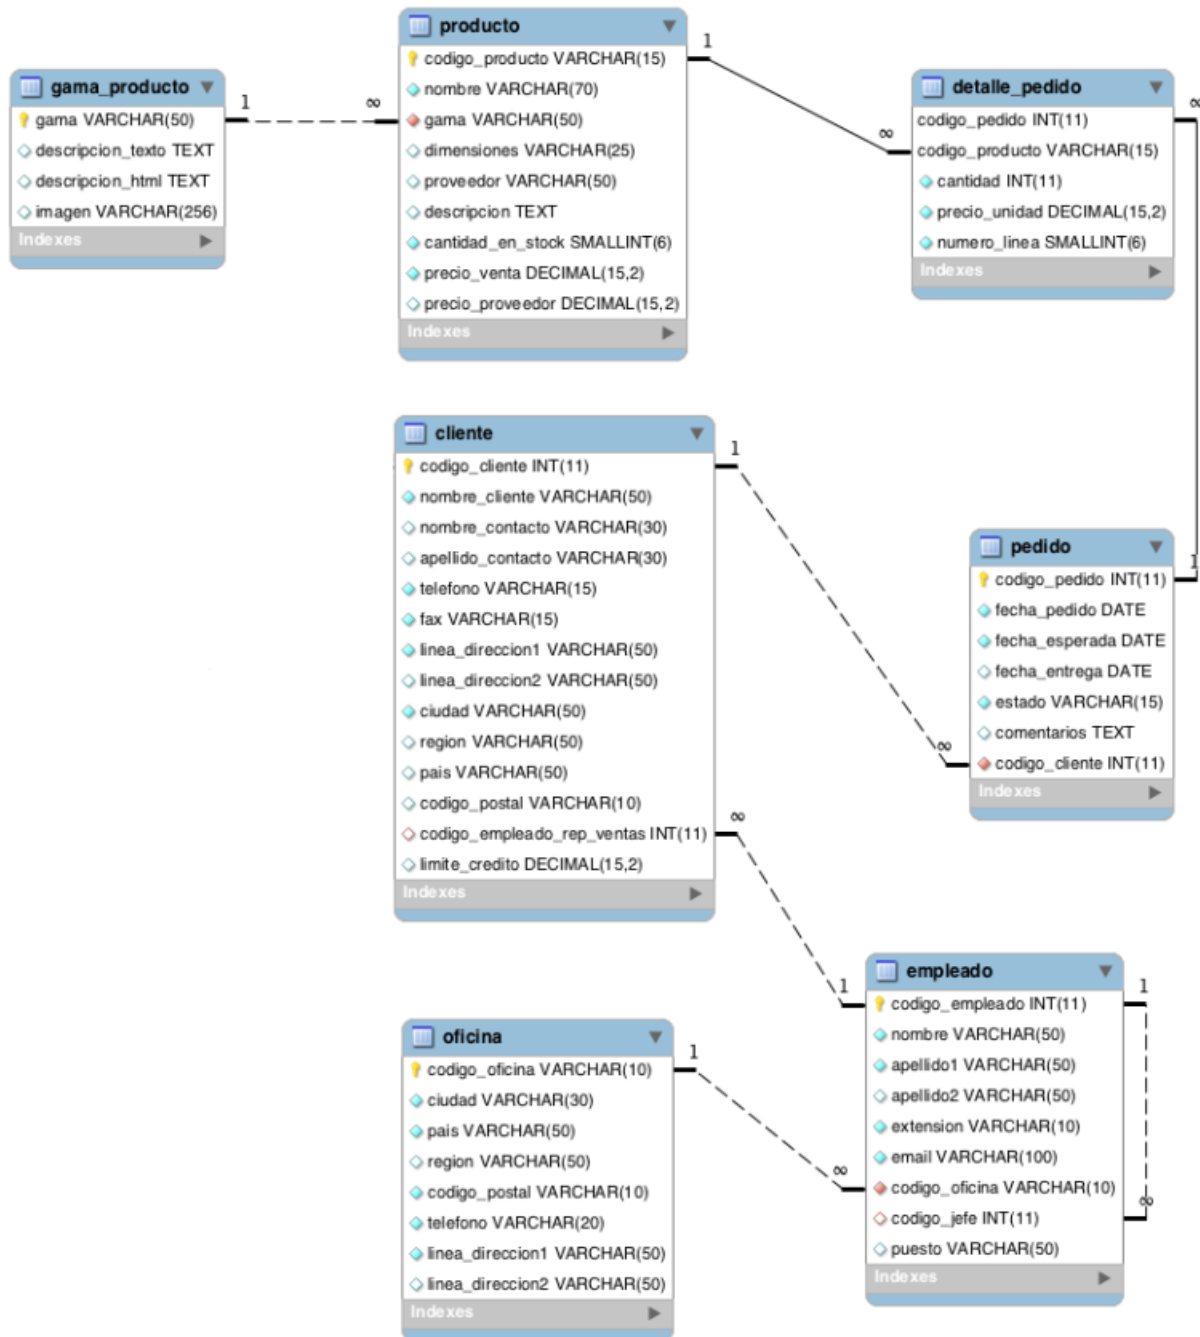 gama_producto
1
gama VARCHAR(50)
descripcion_texto TEXT
descripcion_html TEXT
imagen VARCHAR(256)
Indexes
producto
∞
1
codigo_producto VARCHAR(15)
nombre VARCHAR(70)
gama VARCHAR(50)
dimensiones VARCHAR(25)
proveedor VARCHAR(50)
descripcion TEXT
cantidad_en_stock SMALLINT(6)
precio_venta DECIMAL(15,2)
precio_proveedor DECIMAL(15,2)
Indexes
detalle_pedido
∞
∞
codigo_pedido INT(11)
codigo_producto VARCHAR(15)
cantidad INT(11)
precio_unidad DECIMAL(15,2)
numero_linea SMALLINT(6)
Indexes
cliente
1
codigo_cliente INT(11)
nombre_cliente VARCHAR(50)
nombre_contacto VARCHAR(30)
apellido_contacto VARCHAR(30)
telefono VARCHAR(15)
fax VARCHAR(15)
linea_direccion1 VARCHAR(50)
linea_direccion2 VARCHAR(50)
ciudad VARCHAR(50)
region VARCHAR(50)
pais VARCHAR(50)
codigo_postal VARCHAR(10)
∞
codigo_empleado_rep_ventas INT(11)
limite_credito DECIMAL(15,2)
Indexes
pedido
1
codigo_pedido INT(11)
fecha_pedido DATE
fecha_esperada DATE
fecha_entrega DATE
estado VARCHAR(15)
comentarios TEXT
∞
codigo_cliente INT(11)
Indexes
oficina
1
codigo_oficina VARCHAR(10)
ciudad VARCHAR(30)
pais VARCHAR(50)
region VARCHAR(50)
codigo_postal VARCHAR(10)
telefono VARCHAR(20)
linea_direccion1 VARCHAR(50)
linea_direccion2 VARCHAR(50)
Indexes
empleado
1
1
codigo_empleado INT(11)
nombre VARCHAR(50)
apellido1 VARCHAR(50)
apellido2 VARCHAR(50)
extension VARCHAR(10)
email VARCHAR(100)
∞
codigo_oficina VARCHAR(10)
∞
codigo_jefe INT(11)
puesto VARCHAR(50)
Indexes